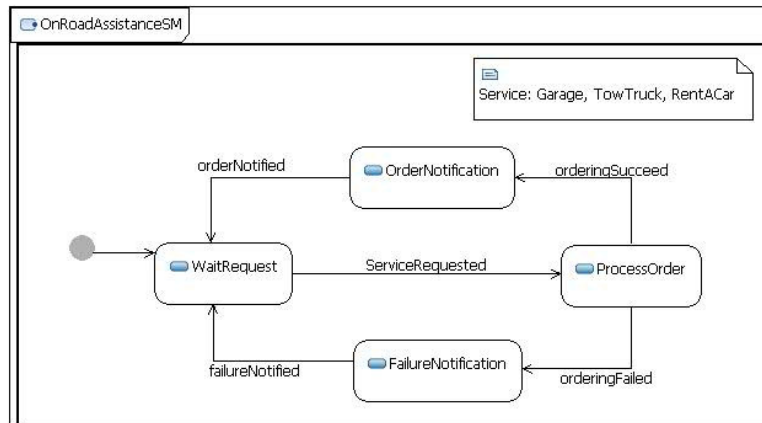 OnRoadAssistanceSM
Service: Garage, TowTruck, RentACar
orderNotified
OrderNotification
orderingSucceed
WaitRequest
ServiceRequested
ProcessOrder
failureNotified
FailureNotification
orderingFailed